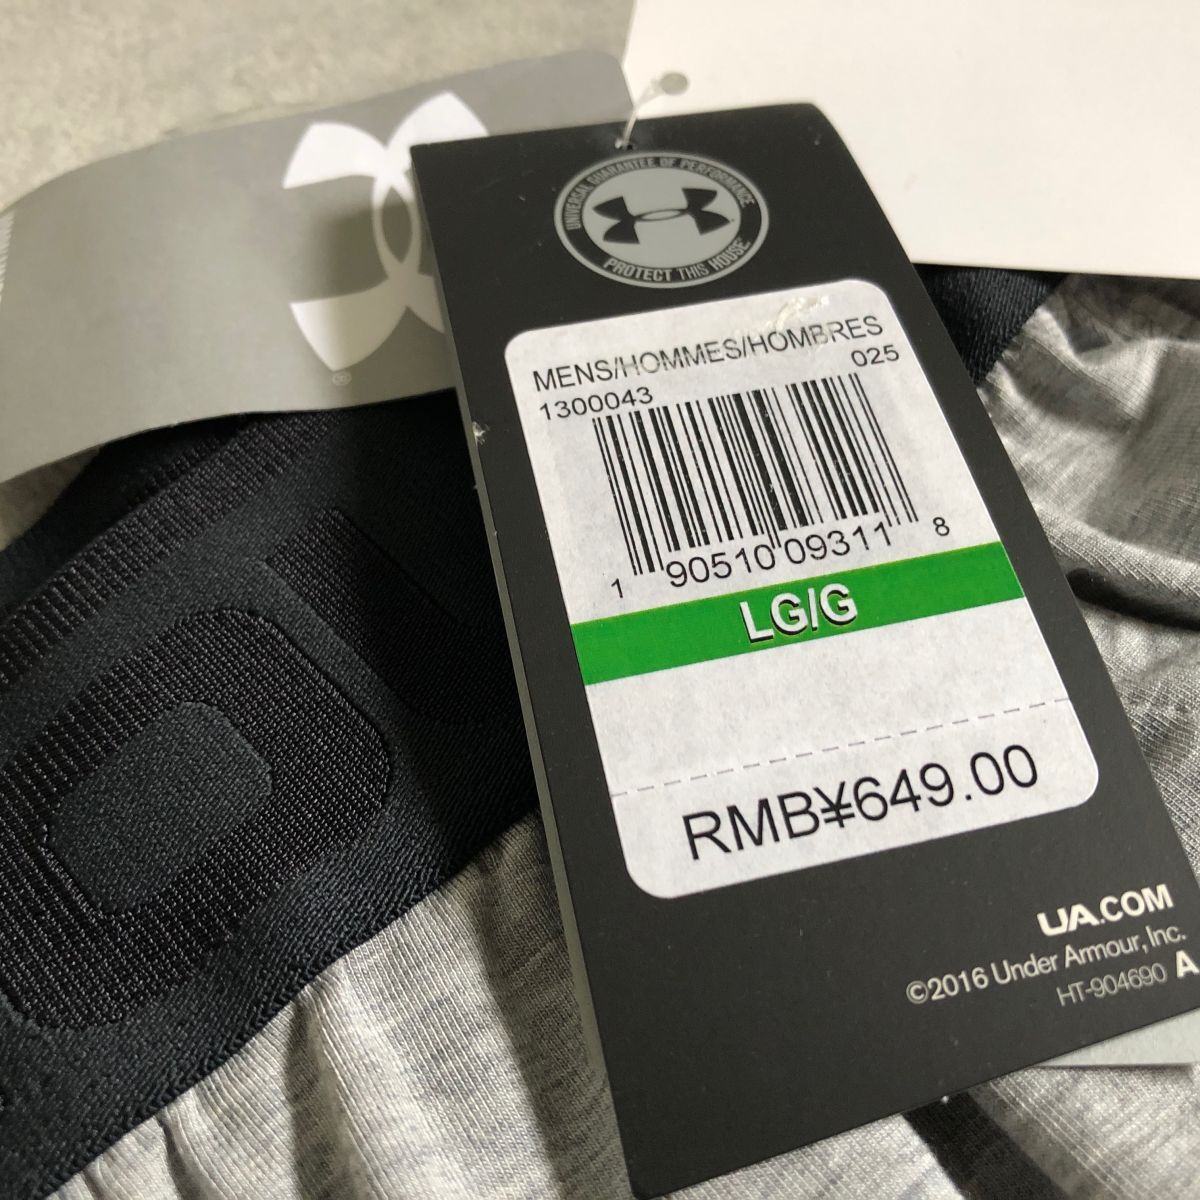 UNIVERSAL GUARANTEE OF PERFORMANCE
PROTECT THIS HOUSE
MENS/HOMMES/HOMBRES
1300043 025
1 90510 09311 8
LG/G
RMB¥649.00
UA.COM
©2016 Under Armour, Inc.
HT-904690 A
®